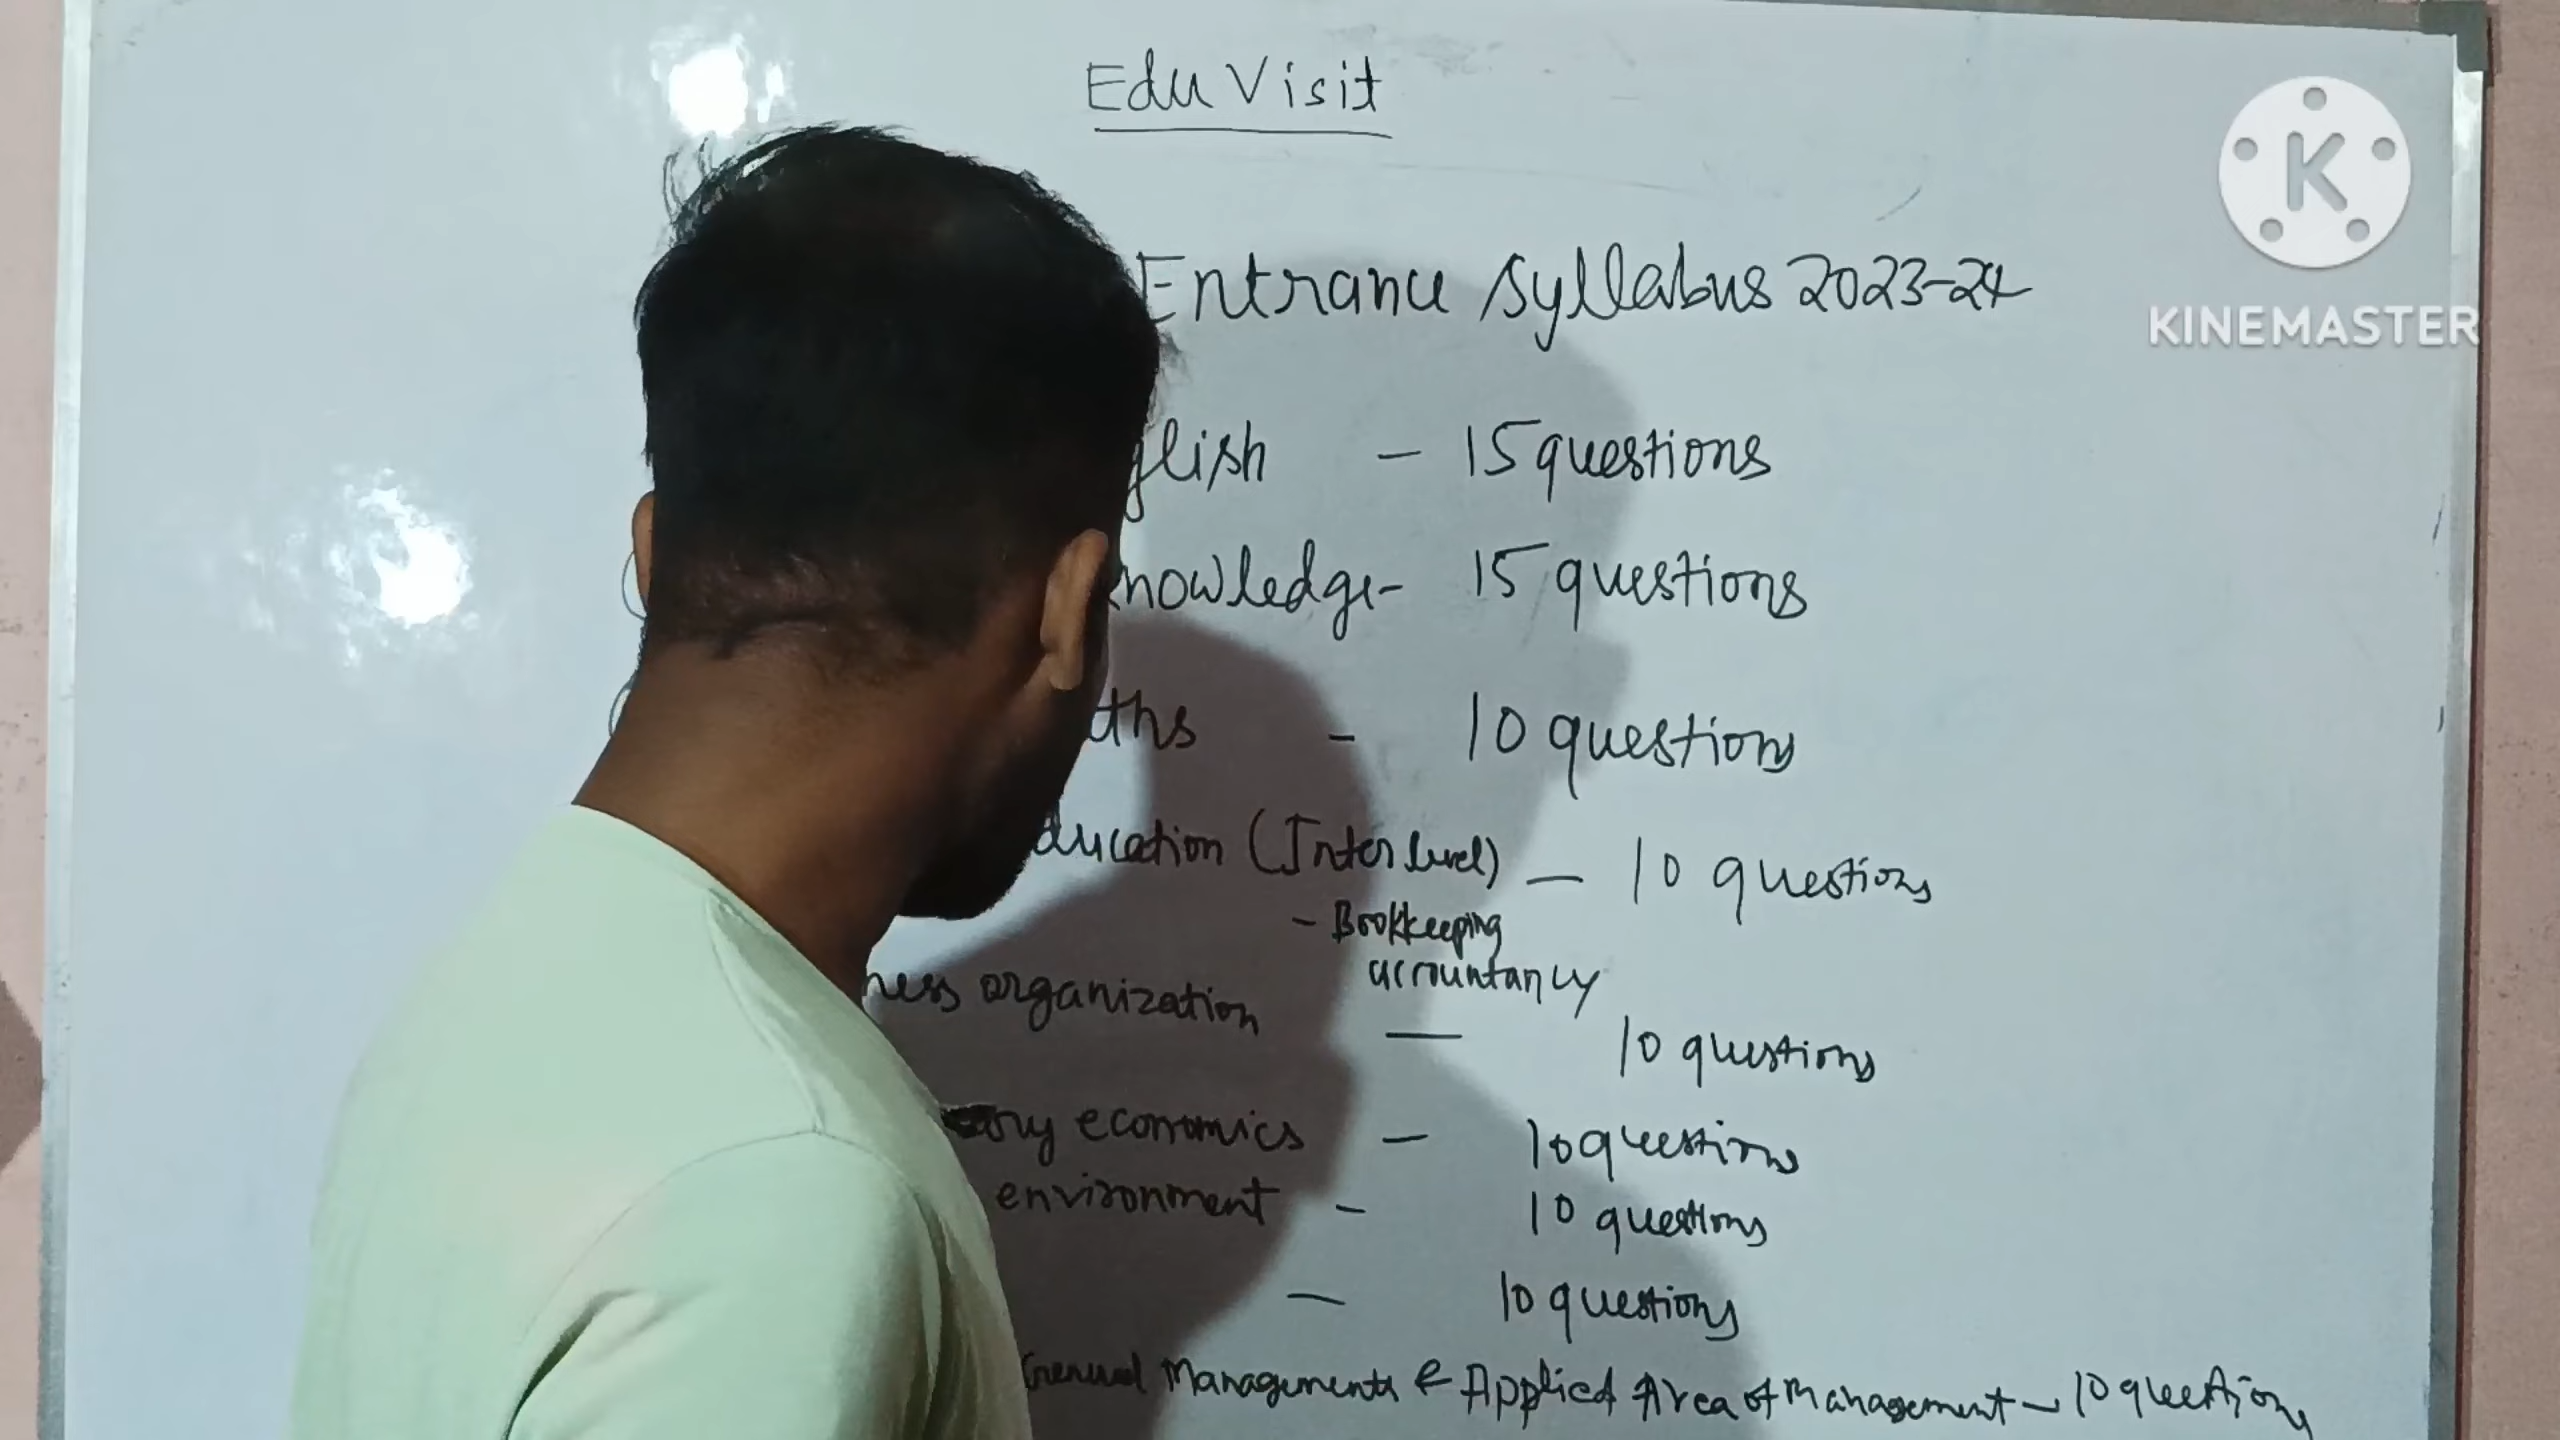 Edu Visit
K
KINEMASTER
Entrance Syllabus 2023-24
glish - 15 questions
knowledge - 15 questions
ths - 10 questions
ducation (Inter level) - 10 questions
- Bookkeeping
accountancy
ness organization - 10 questions
ory economics - 10 questions
environment - 10 questions
- 10 questions
General Managements & Applied Area of Management - 10 questions